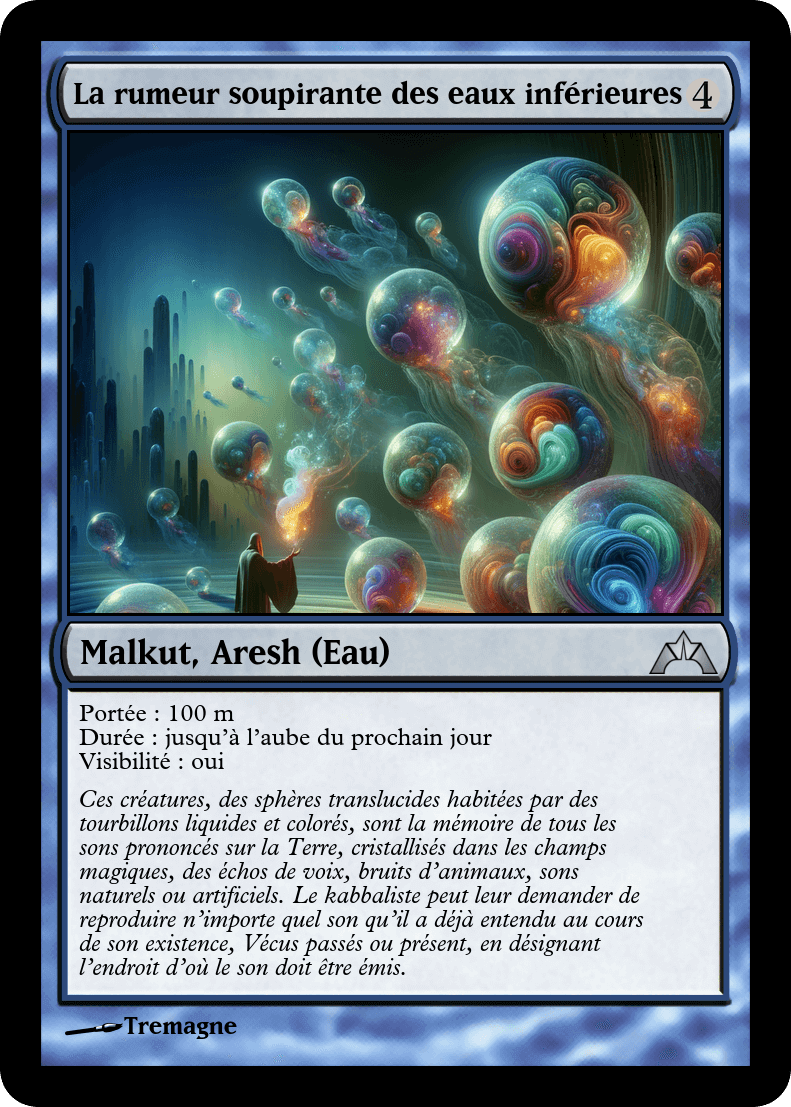 La rumeur soupirante des eaux inférieures 4
Malkut, Aresh (Eau)
Portée : 100 m
Durée : jusqu'à l'aube du prochain jour
Visibilité : oui
Ces créatures, des sphères translucides habitées par des
tourbillons liquides et colorés, sont la mémoire de tous les
sons prononcés sur la Terre, cristallisés dans les champs
magiques, des échos de voix, bruits d'animaux, sons
naturels ou artificiels. Le kabbaliste peut leur demander de
reproduire n'importe quel son qu'il a déjà entendu au cours
de son existence, Vécus passés ou présent, en désignant
l'endroit d'où le son doit être émis.
Tremagne